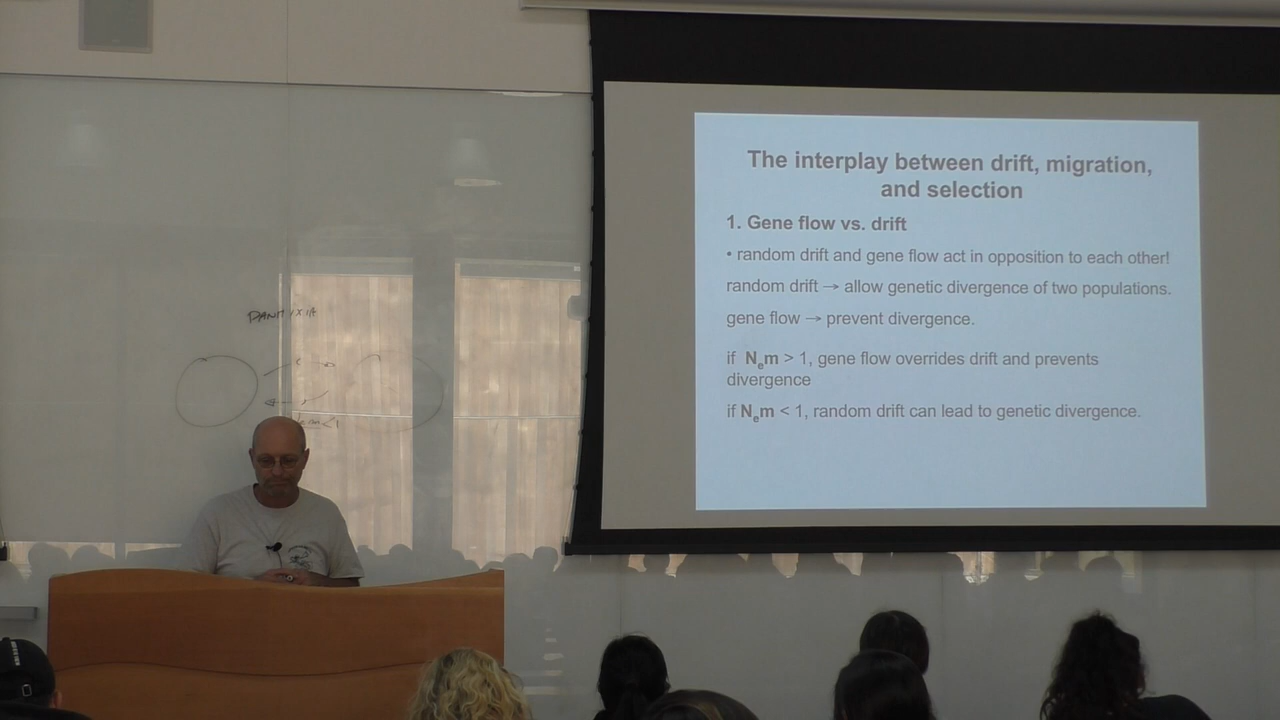 The interplay between drift, migration,
and selection
1. Gene flow vs. drift
• random drift and gene flow act in opposition to each other!
random drift → allow genetic divergence of two populations.
gene flow → prevent divergence.
if Nem > 1, gene flow overrides drift and prevents
divergence
if Nem < 1, random drift can lead to genetic divergence.